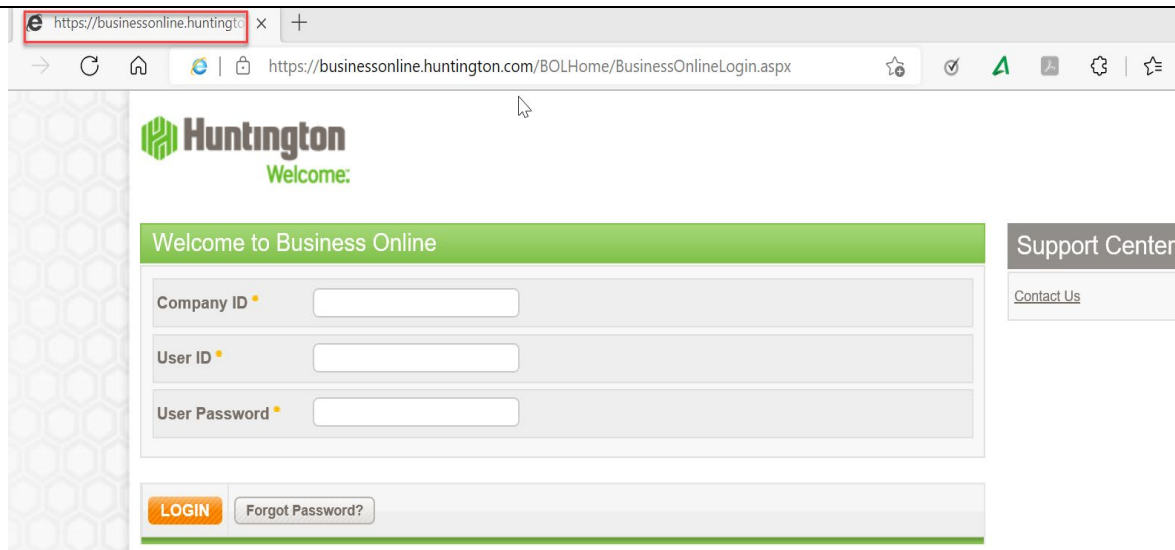 https://businessonline.huntingto
https://businessonline.huntington.com/BOLHome/BusinessOnlineLogin.aspx
Huntington
Welcome:
Welcome to Business Online
Support Center
Company ID
Contact Us
User ID
User Password
LOGIN Forgot Password?